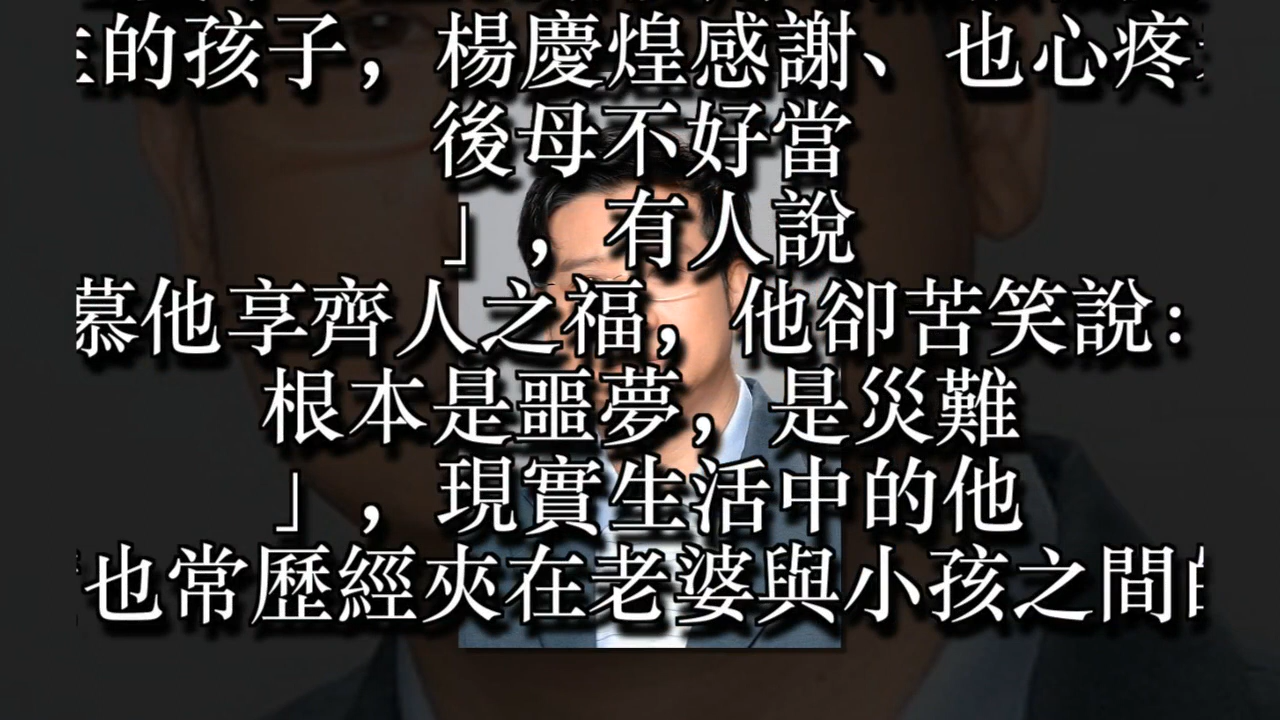 的孩子，楊慶煌感謝、也心疼
後母不好當
」，有人說
慕他享齊人之福，他卻苦笑說：
根本是噩夢，是災難
」，現實生活中的他
也常歷經夾在老婆與小孩之間